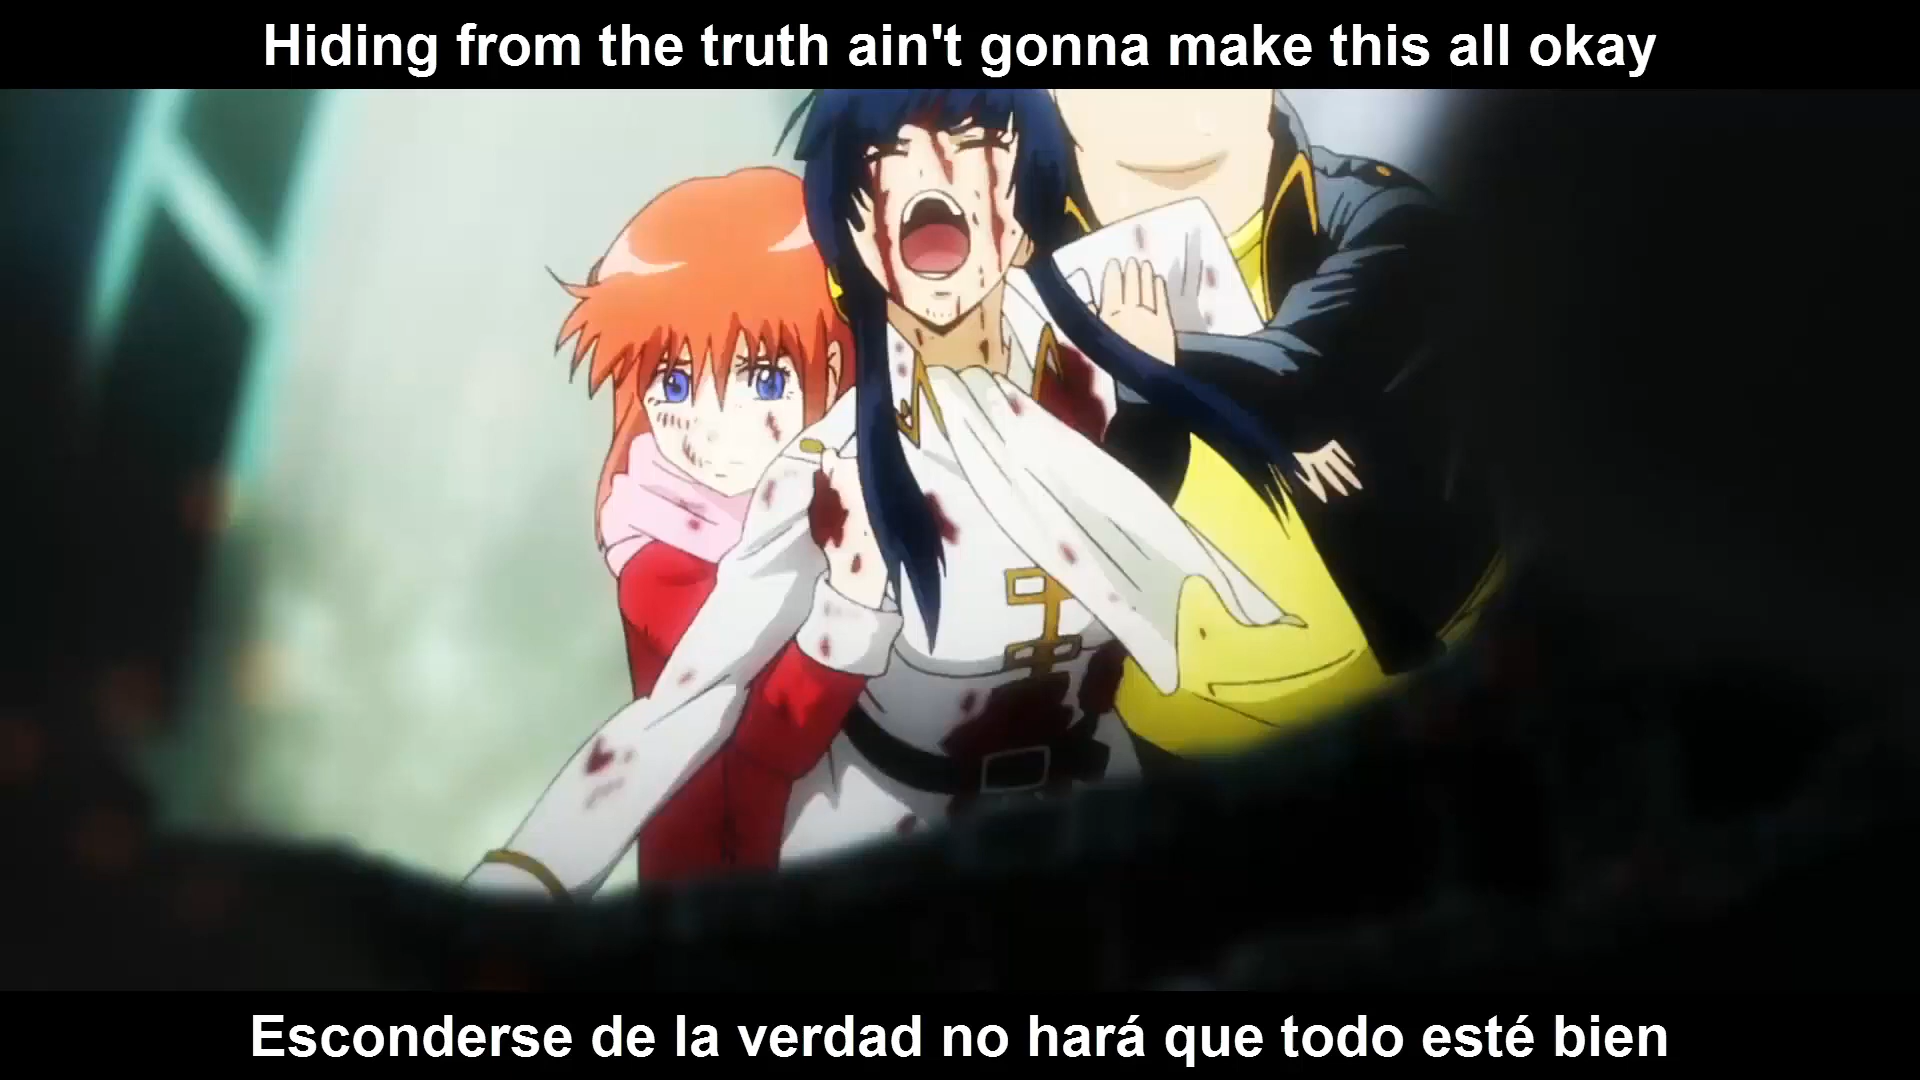 Hiding from the truth ain't gonna make this all okay
Esconderse de la verdad no hará que todo esté bien